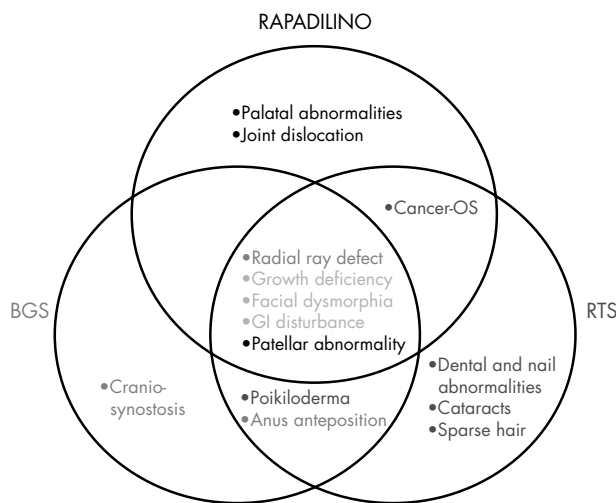 RAPADILINO
•Palatal abnormalities
•Joint dislocation
•Cancer-OS
•Radial ray defect
•Growth deficiency
•Facial dysmorphia
•GI disturbance
•Patellar abnormality
BGS
RTS
•Cranio-
synostosis
•Poikiloderma
•Anus anteposition
•Dental and nail
abnormalities
•Cataracts
•Sparse hair